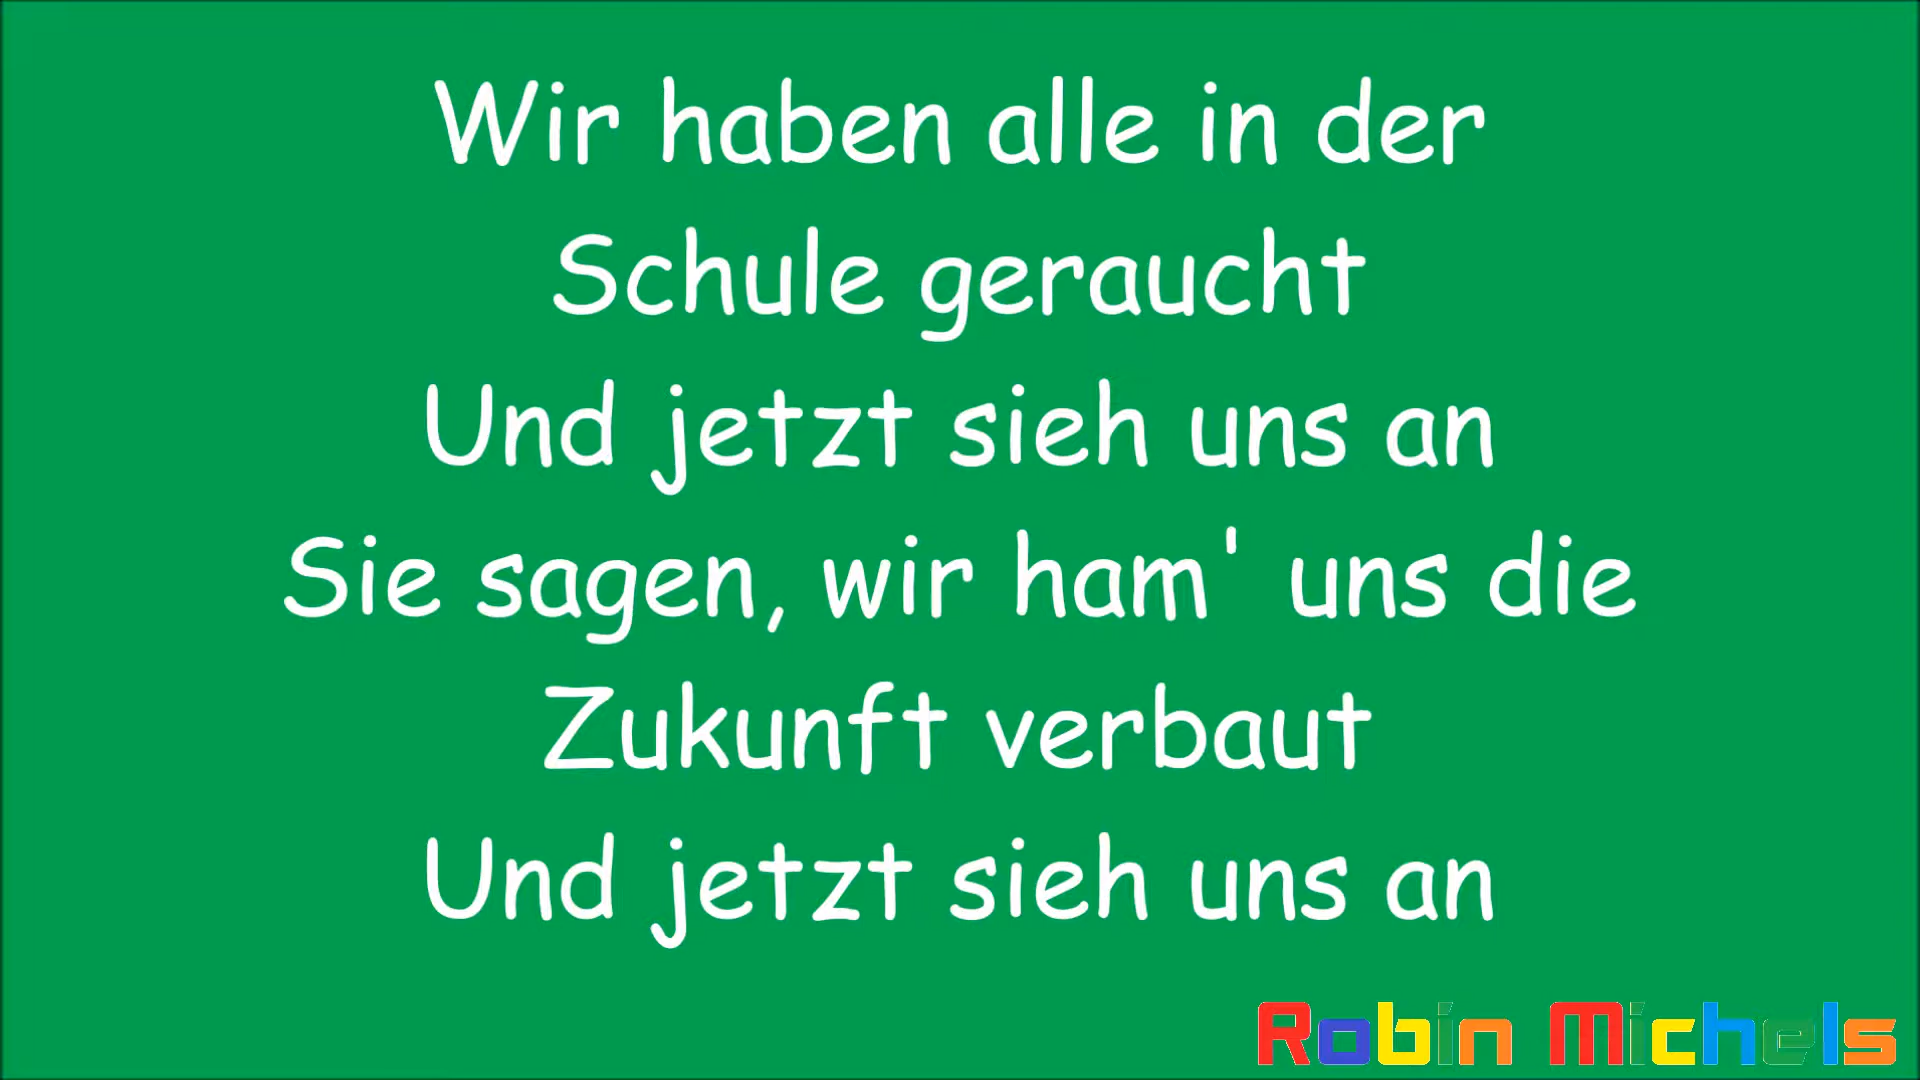 Wir haben alle in der
Schule geraucht
Und jetzt sieh uns an
Sie sagen, wir ham' uns die
Zukunft verbaut
Und jetzt sieh uns an
Robin Michels